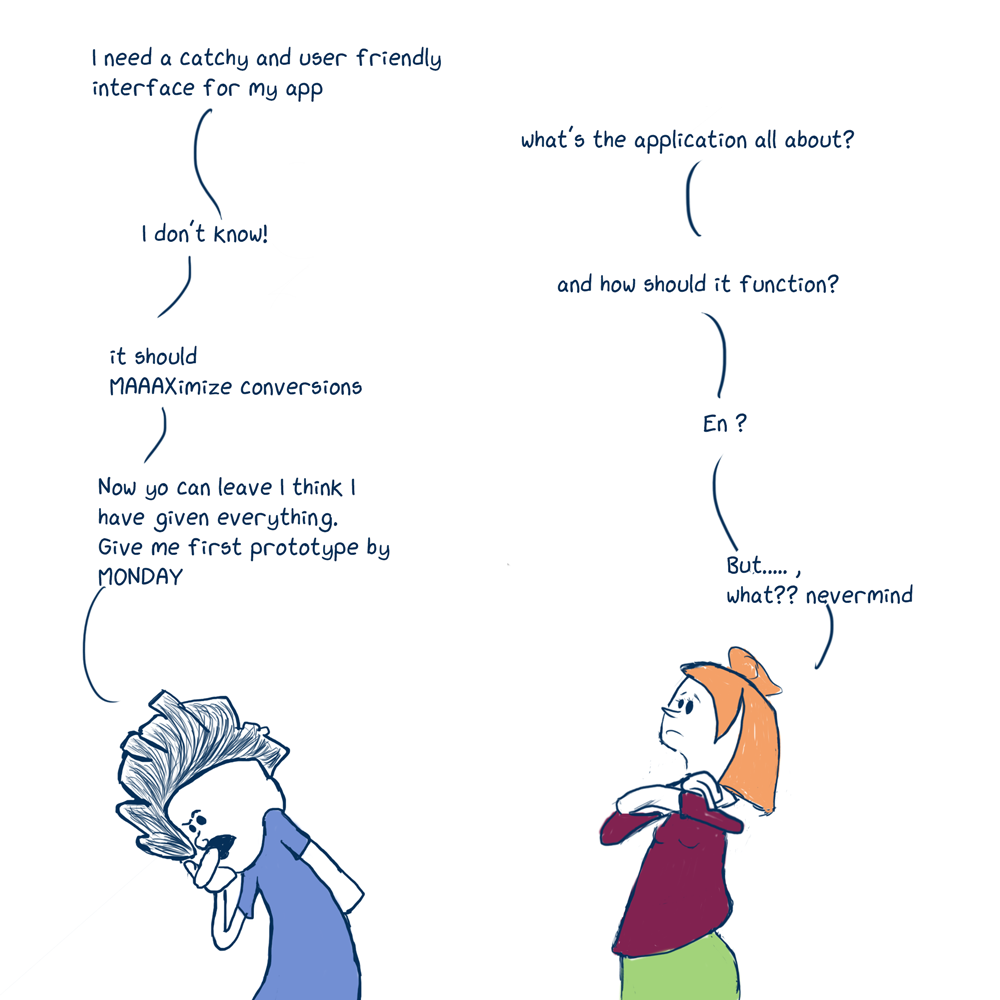 I need a catchy and user friendly
interface for my app
what's the application all about?
I don't know!
and how should it function?
it should
MAAAXimize conversions
En ?
Now yo can leave I think I
have given everything.
Give me first prototype by
MONDAY
But..... ,
what?? nevermind